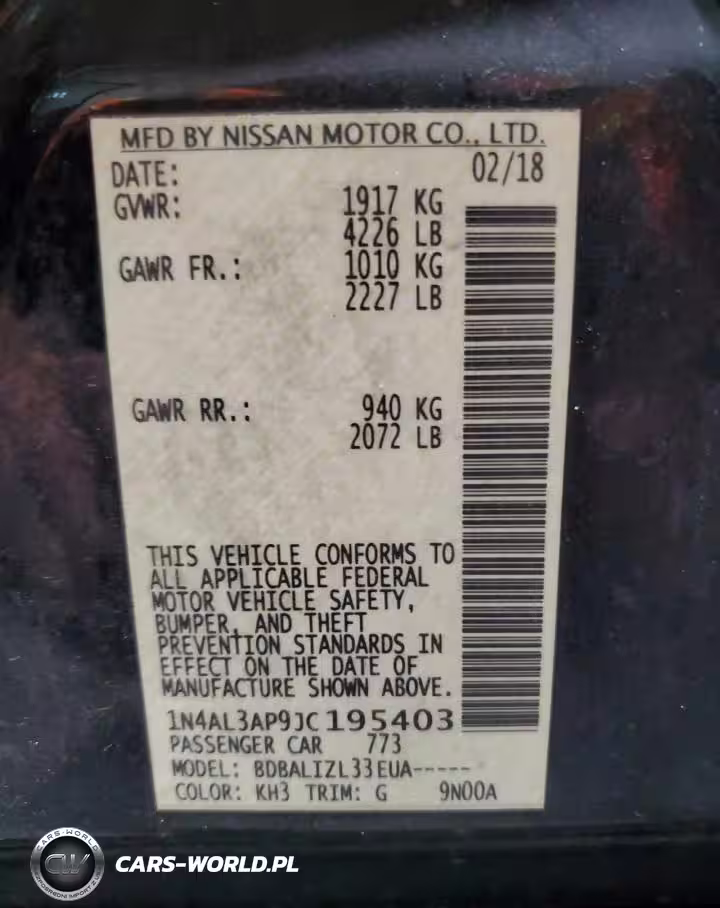 MFD BY NISSAN MOTOR CO., LTD.
DATE: 02/18
GVWR: 1917 KG
4226 LB
GAWR FR.: 1010 KG
2227 LB
GAWR RR.: 940 KG
2072 LB
THIS VEHICLE CONFORMS TO
ALL APPLICABLE FEDERAL
MOTOR VEHICLE SAFETY,
BUMPER, AND THEFT
PREVENTION STANDARDS IN
EFFECT ON THE DATE OF
MANUFACTURE SHOWN ABOVE.
1N4AL3AP9JC195403
PASSENGER CAR 773
MODEL: BDBALIZL33EUA-----
COLOR: KH3 TRIM: G 9N00A
CARS-WORLD
CW
CARS-WORLD.PL